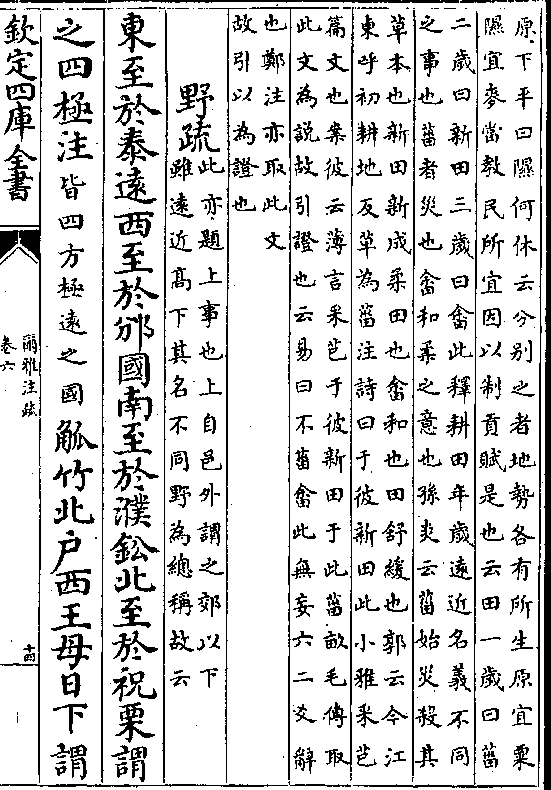 原下平曰隰何休云分別之者地勢各有所生原宜粟
隰宜麥當教民所宜因以制貢賦是也云田一歲曰菑
二歲曰新田三歲曰畬此釋耕田年歲遠近名義不同
之事也菑者災也畬和柔之意也孫炎云菑始災殺其
草木也新田新成柔田也畬和也田舒緩也郭云今江
東呼初耕地反草為菑注詩曰于彼新田此小雅采芑
篇文也案彼云薄言采芑于彼新田于此菑畝毛傳取
此文為説故引證也云易曰不菑畬此無妄六二爻辭
也鄭注亦取此文
故引以為證也
野疏此亦題上事也上自邑外謂之郊以下
雖遠近高下其名不同野為總稱故云
東至於泰遠西至於邠國南至於濮鈆北至於祝栗謂
之四極注皆四方極遠之國觚竹北户西王母日下謂
欽定四庫全書
爾雅注疏
卷六
十四